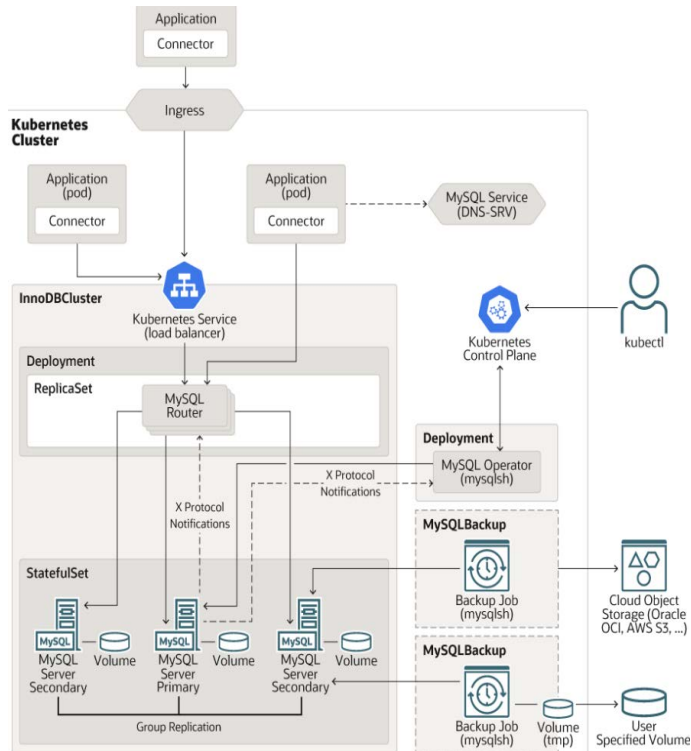 Application
Connector
Ingress
Kubernetes
Cluster
Application
(pod)
Connector
Application
(pod)
Connector
MySQL Service
(DNS-SRV)
InnoDBCluster
Kubernetes Service
(load balancer)
Kubernetes
Control Plane
kubectl
Deployment
ReplicaSet
MySQL
Router
Deployment
MySQL Operator
(mysqlsh)
X Protocol
Notifications
X Protocol
Notifications
MySQLBackup
Backup Job
(mysqlsh)
Cloud Object
Storage (Oracle
OCI, AWS S3, ...)
StatefulSet
MySQL
Volume
MySQL
Server
Secondary
MySQL
Volume
MySQL
Server
Primary
MySQL
Volume
MySQL
Server
Secondary
Group Replication
MySQLBackup
Backup Job
(mysqlsh)
Volume
(tmp)
User
Specified Volume